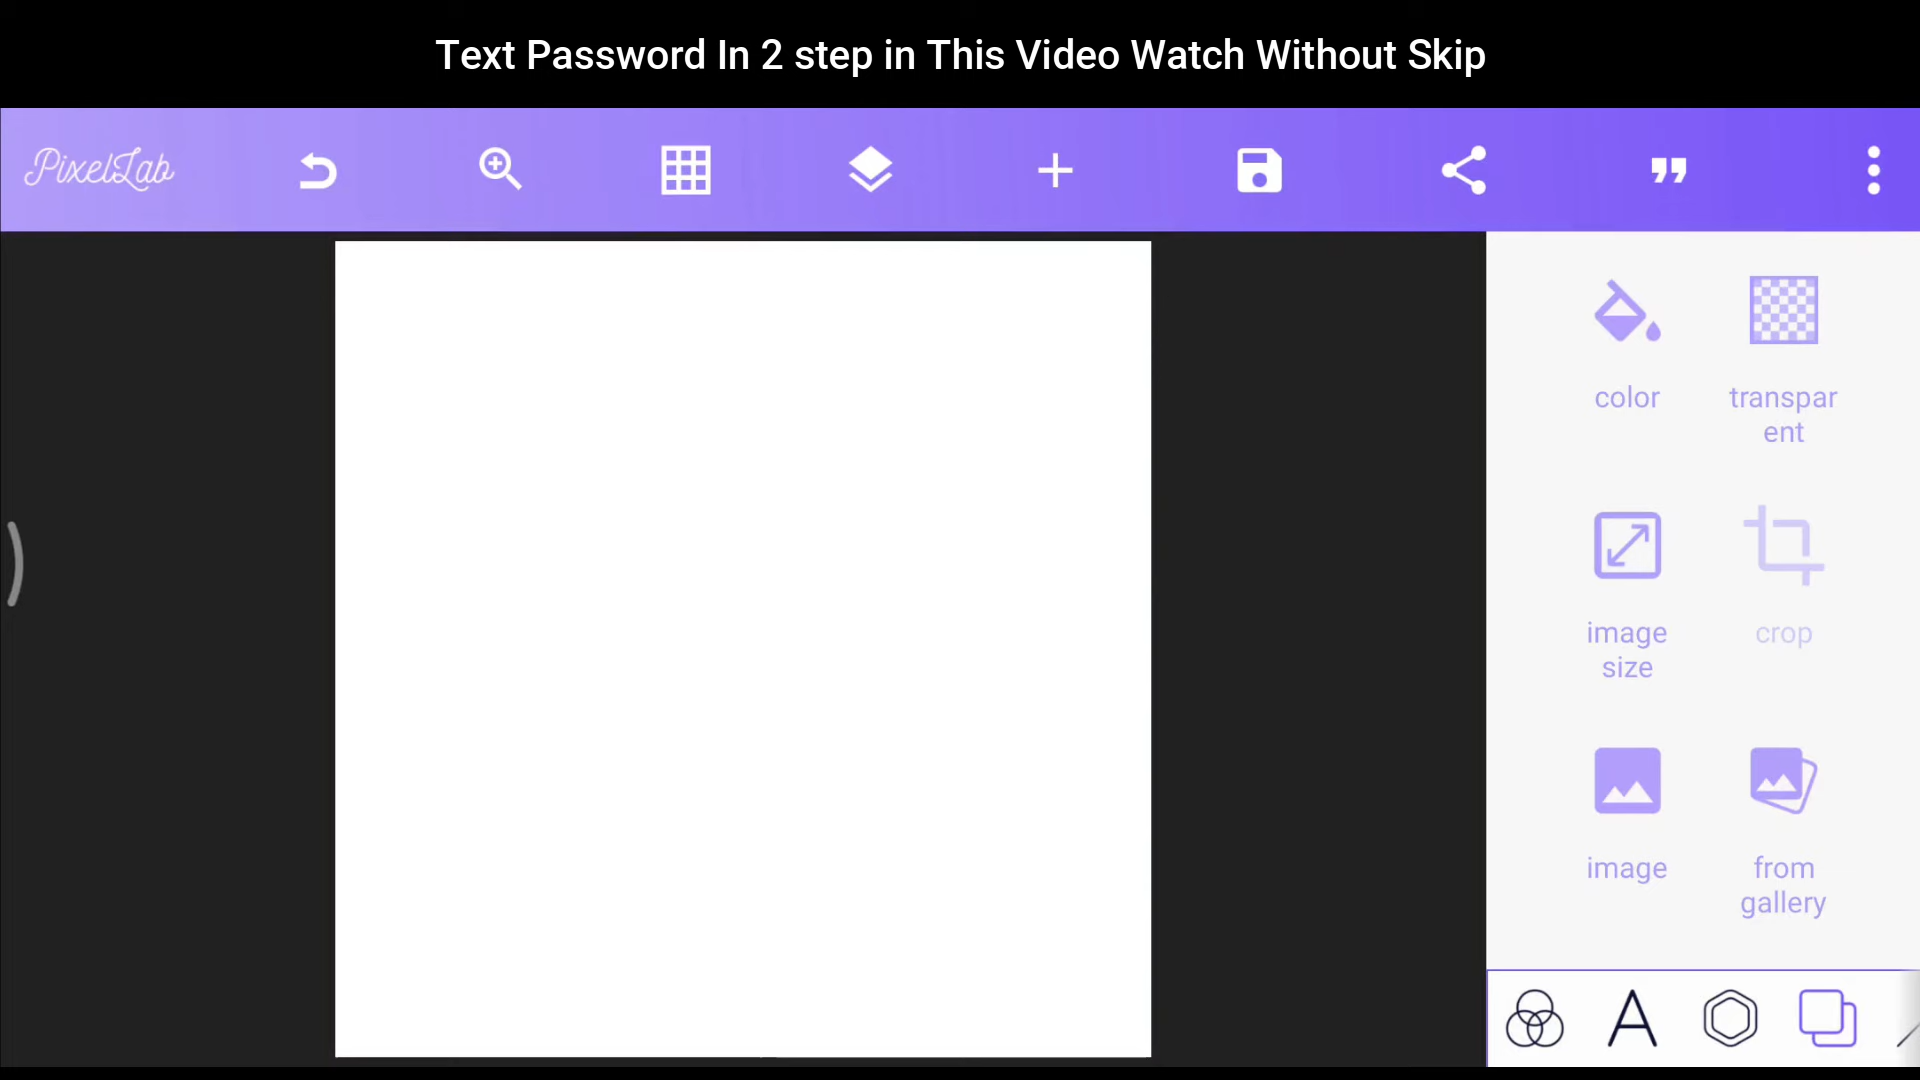 Text Password In 2 step in This Video Watch Without Skip
PixelLab
color
transpar
ent
image
size
crop
image
from
gallery